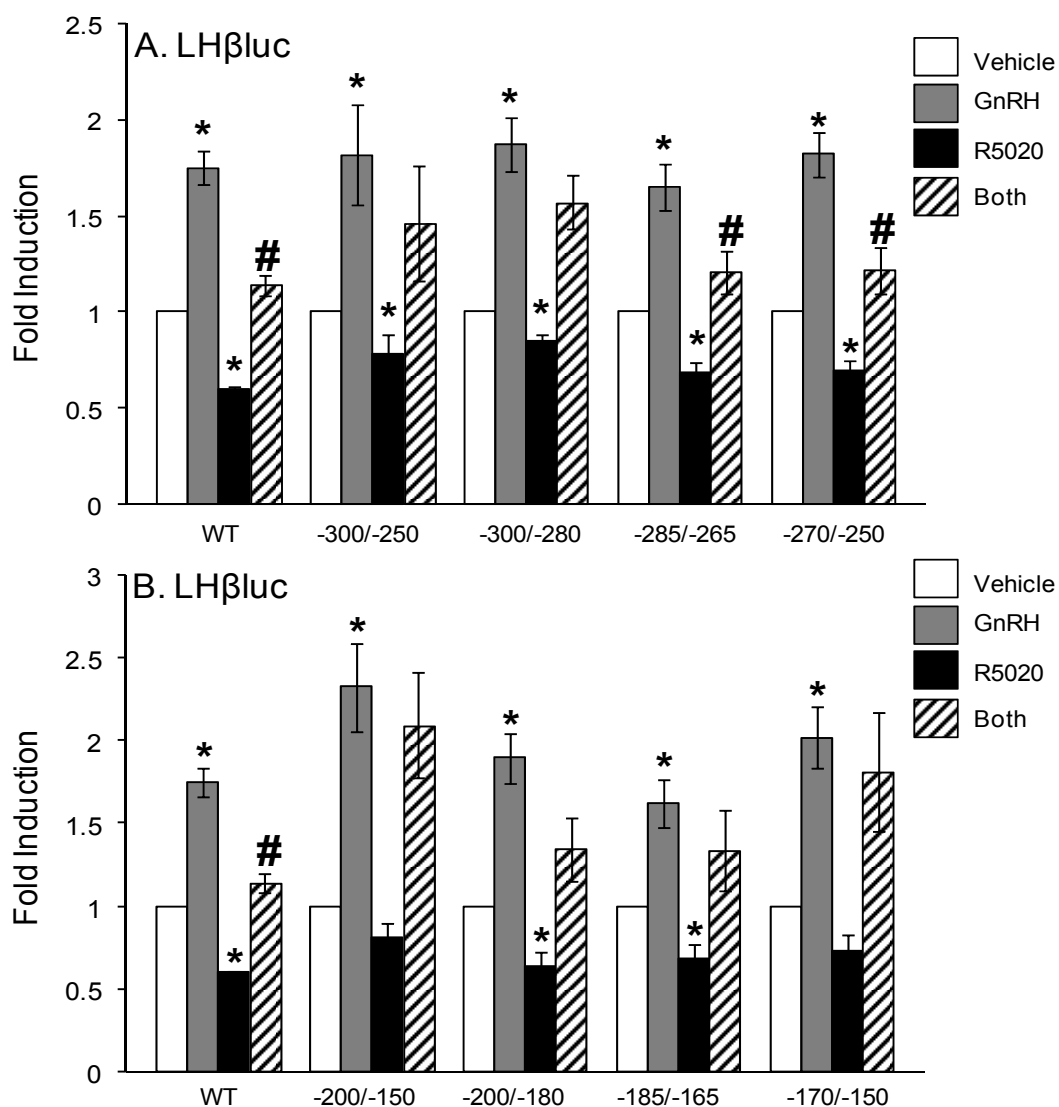 A. LHβluc
Fold Induction
2.5
2
1.5
1
0.5
0
* * # * * * * * * # * * #
WT -300/-250 -300/-280 -285/-265 -270/-250
Vehicle
GnRH
R5020
Both
B. LHβluc
Fold Induction
3
2.5
2
1.5
1
0.5
0
* * # * * * * * *
WT -200/-150 -200/-180 -185/-165 -170/-150
Vehicle
GnRH
R5020
Both